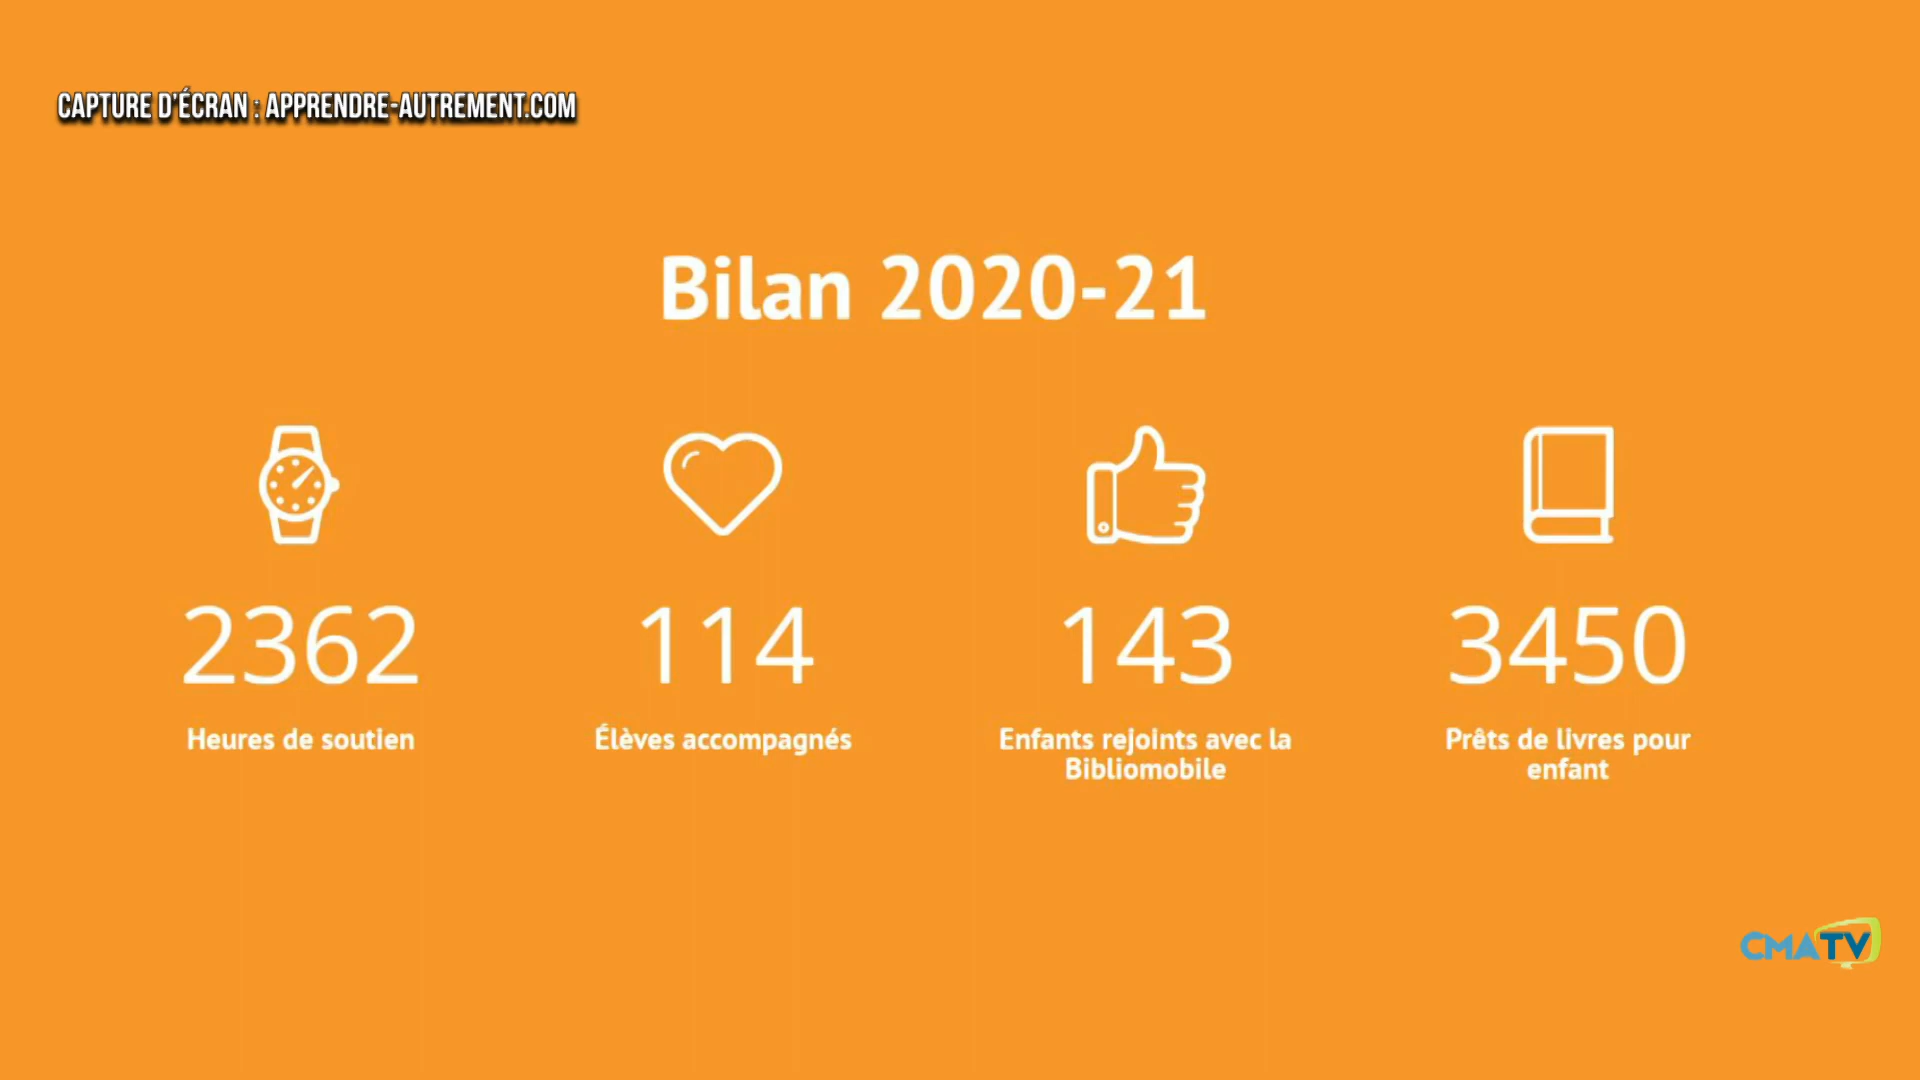 CAPTURE D'ÉCRAN : APPRENDRE-AUTREMENT.COM
Bilan 2020-21
2362
Heures de soutien
114
Élèves accompagnés
143
Enfants rejoints avec la
Bibliomobile
3450
Prêts de livres pour
enfant
CMATV